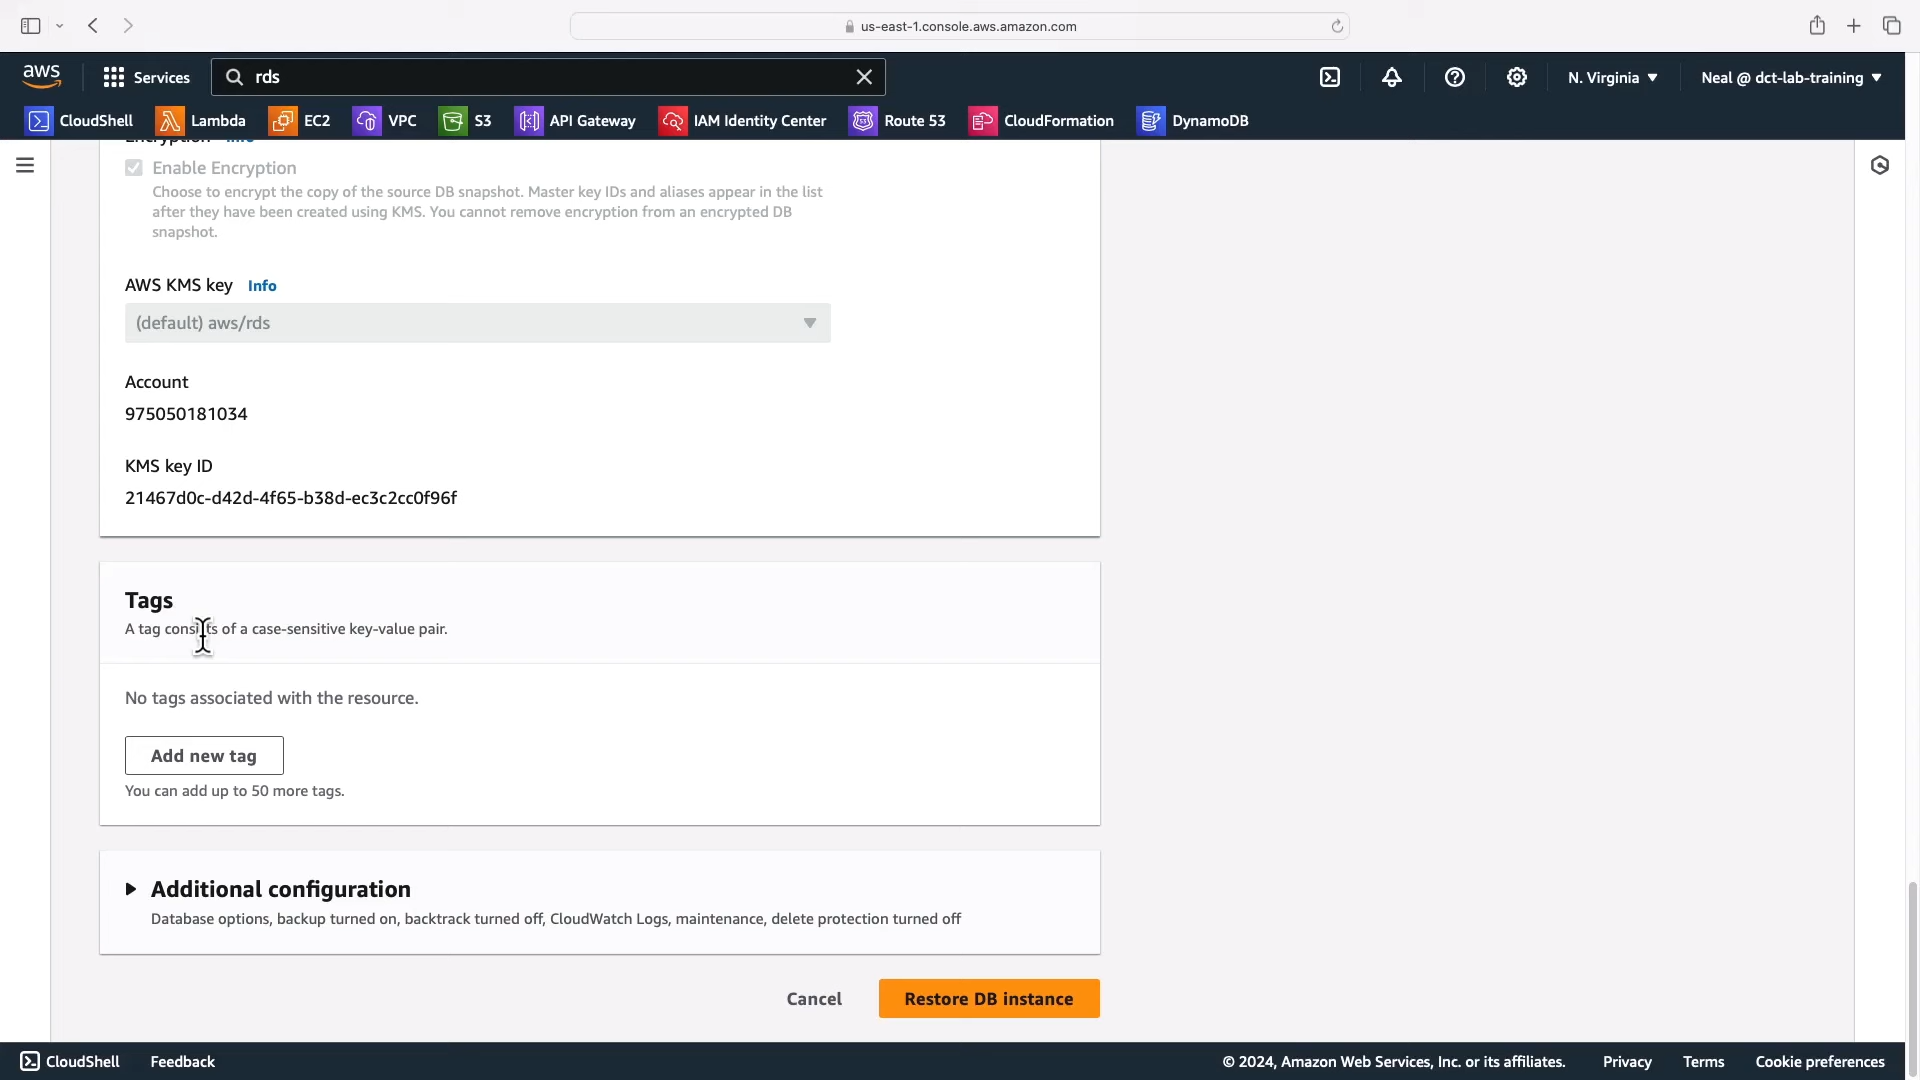 us-east-1.console.aws.amazon.com
aws
Services
rds
N. Virginia
Neal @ dct-lab-training
CloudShell
Lambda
EC2
VPC
S3
API Gateway
IAM Identity Center
Route 53
CloudFormation
DynamoDB
Encryption Info
Enable Encryption
Choose to encrypt the copy of the source DB snapshot. Master key IDs and aliases appear in the list
after they have been created using KMS. You cannot remove encryption from an encrypted DB
snapshot.
AWS KMS key Info
(default) aws/rds
Account
975050181034
KMS key ID
21467d0c-d42d-4f65-b38d-ec3c2cc0f96f
Tags
A tag consists of a case-sensitive key-value pair.
No tags associated with the resource.
Add new tag
You can add up to 50 more tags.
Additional configuration
Database options, backup turned on, backtrack turned off, CloudWatch Logs, maintenance, delete protection turned off
Cancel
Restore DB instance
CloudShell
Feedback
© 2024, Amazon Web Services, Inc. or its affiliates.
Privacy
Terms
Cookie preferences